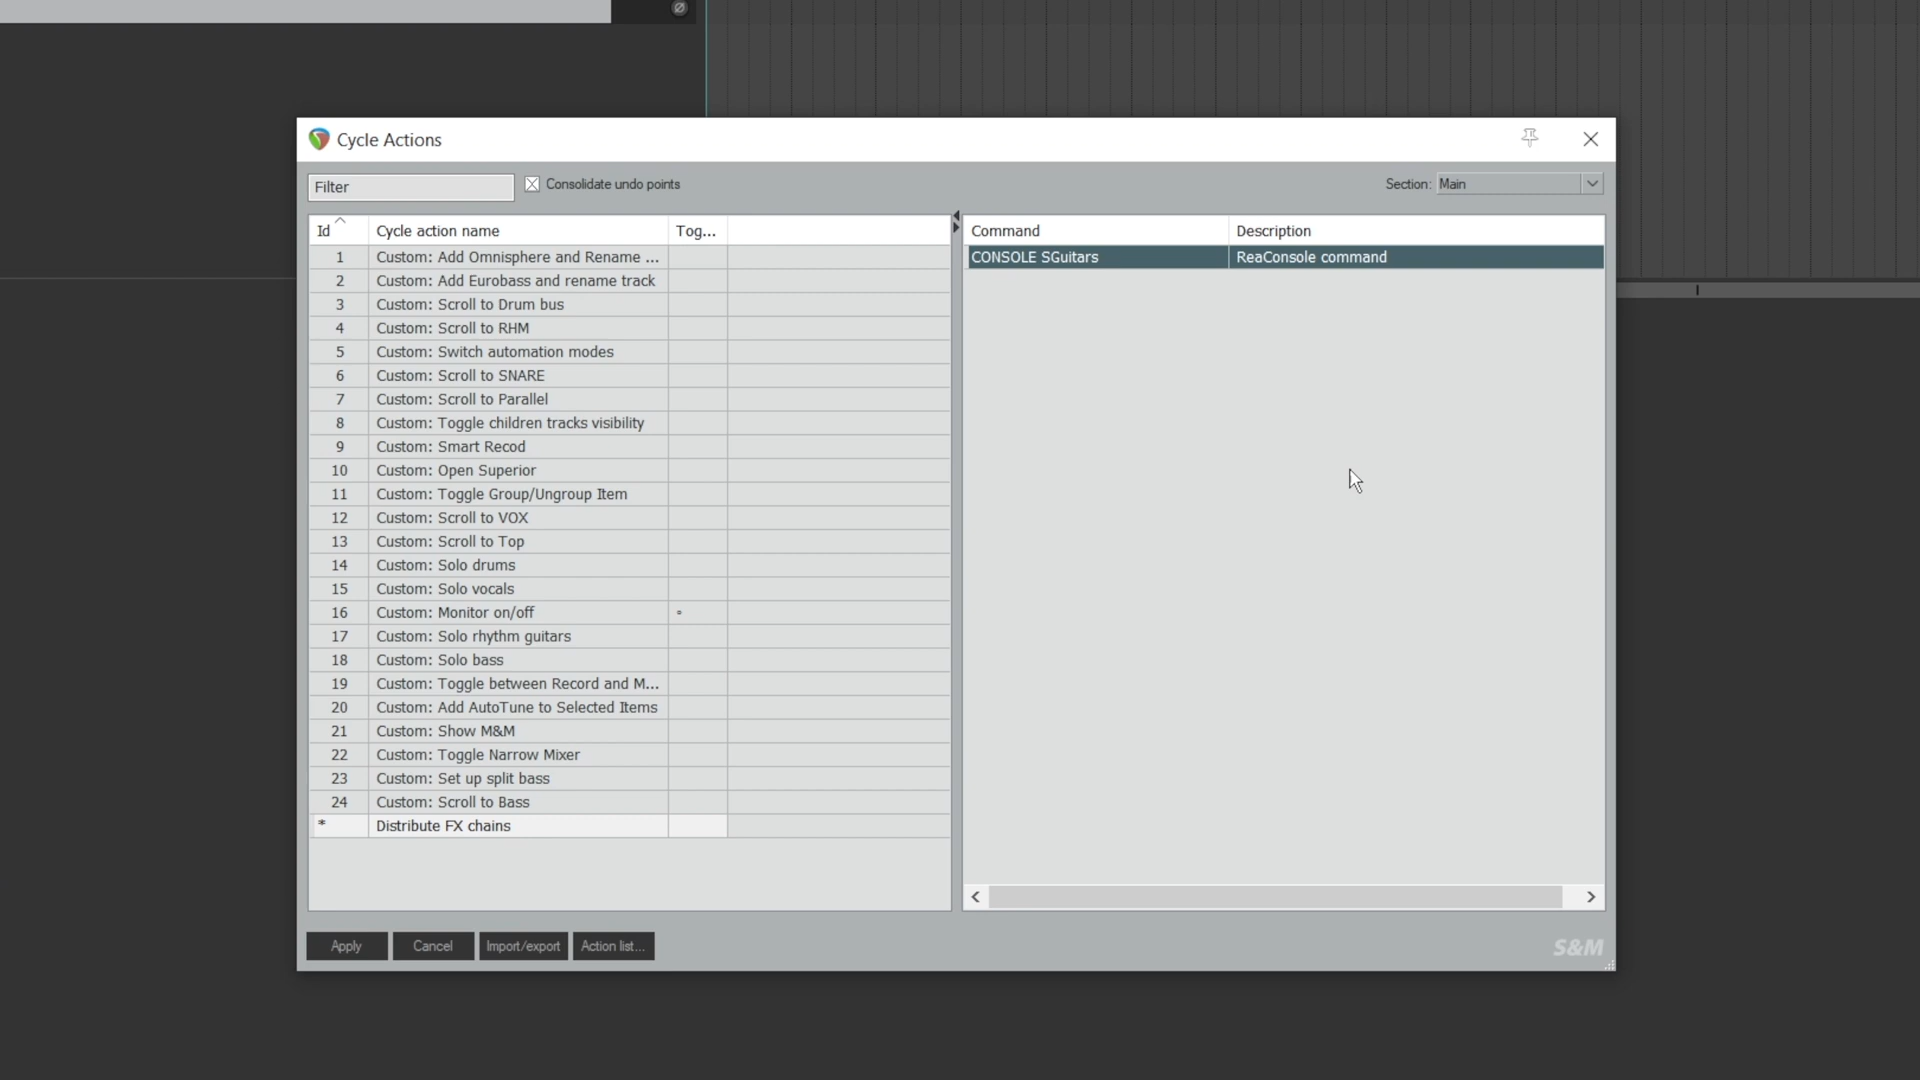 Cycle Actions
Filter
Consolidate undo points
Section: Main
Id Cycle action name Tog...
1 Custom: Add Omnisphere and Rename ...
2 Custom: Add Eurobass and rename track
3 Custom: Scroll to Drum bus
4 Custom: Scroll to RHM
5 Custom: Switch automation modes
6 Custom: Scroll to SNARE
7 Custom: Scroll to Parallel
8 Custom: Toggle children tracks visibility
9 Custom: Smart Recod
10 Custom: Open Superior
11 Custom: Toggle Group/Ungroup Item
12 Custom: Scroll to VOX
13 Custom: Scroll to Top
14 Custom: Solo drums
15 Custom: Solo vocals
16 Custom: Monitor on/off
17 Custom: Solo rhythm guitars
18 Custom: Solo bass
19 Custom: Toggle between Record and M...
20 Custom: Add AutoTune to Selected Items
21 Custom: Show M&M
22 Custom: Toggle Narrow Mixer
23 Custom: Set up split bass
24 Custom: Scroll to Bass
* Distribute FX chains
Command Description
CONSOLE SGuitars ReaConsole command
Apply Cancel Import/export Action list...
S&M